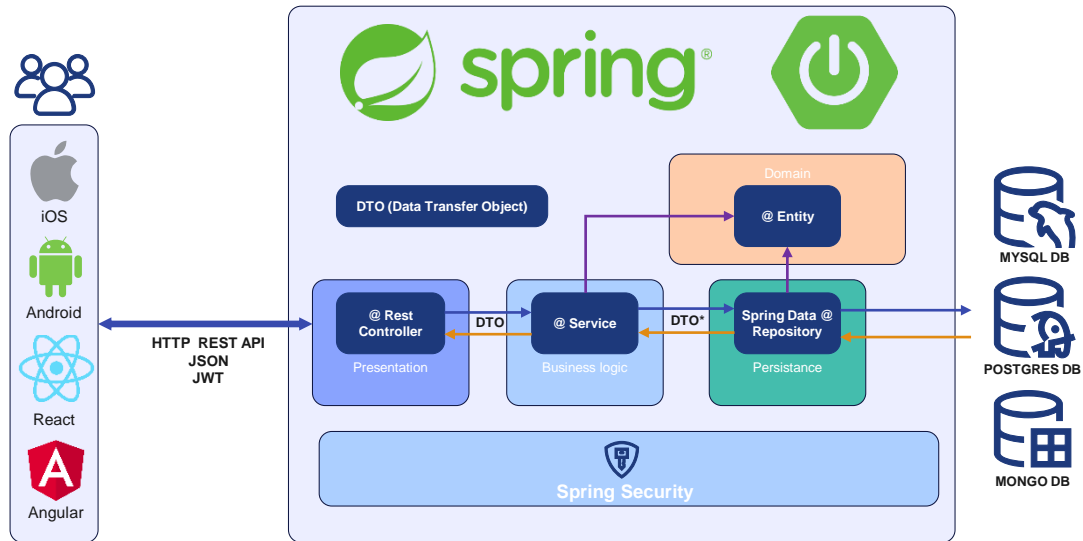 spring®
iOS
Android
React
Angular
HTTP REST API
JSON
JWT
DTO (Data Transfer Object)
Domain
@ Entity
@ Rest
Controller
Presentation
DTO
@ Service
Business logic
DTO*
Spring Data @
Repository
Persistance
Spring Security
MYSQL DB
POSTGRES DB
MONGO DB